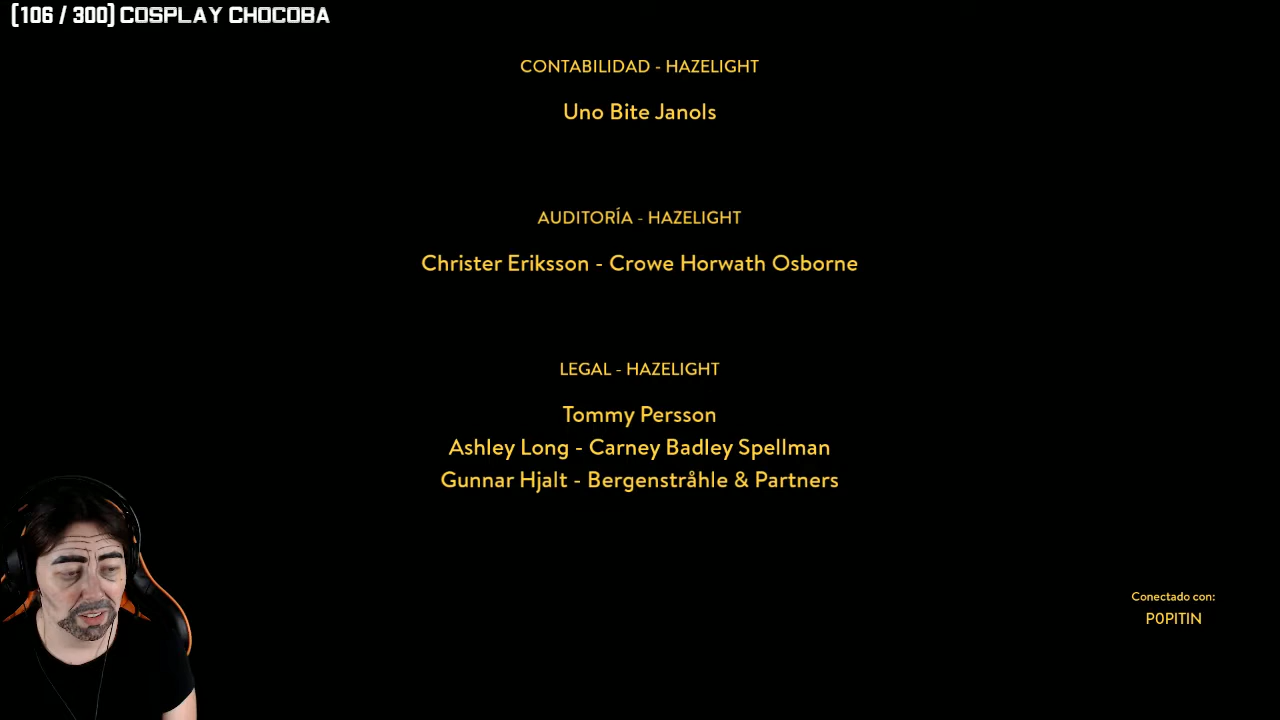 [106 / 300] COSPLAY CHOCOBA
CONTABILIDAD - HAZELIGHT
Uno Bite Janols
AUDITORÍA - HAZELIGHT
Christer Eriksson - Crowe Horwath Osborne
LEGAL - HAZELIGHT
Tommy Persson
Ashley Long - Carney Badley Spellman
Gunnar Hjalt - Bergenstråhle & Partners
Conectado con:
P0PITIN